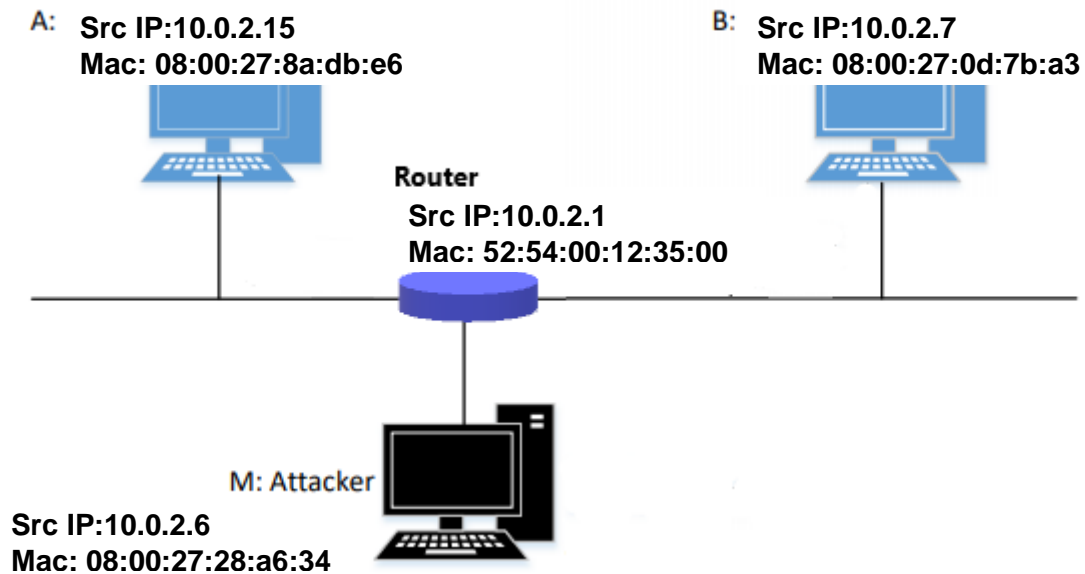 A:
Src IP:10.0.2.15
Mac: 08:00:27:8a:db:e6
B:
Src IP:10.0.2.7
Mac: 08:00:27:0d:7b:a3
Router
Src IP:10.0.2.1
Mac: 52:54:00:12:35:00
M: Attacker
Src IP:10.0.2.6
Mac: 08:00:27:28:a6:34